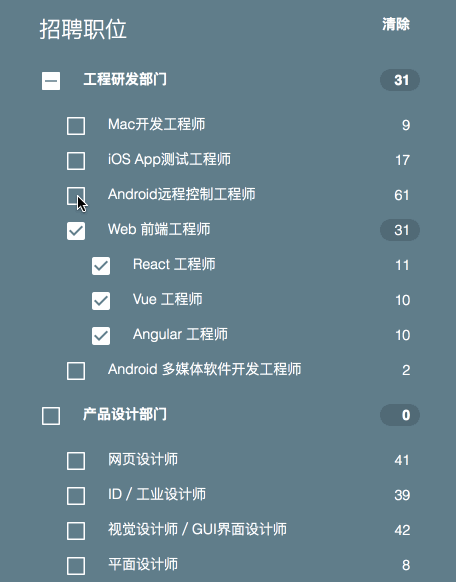 招聘职位 清除
工程研发部门 31
Mac开发工程师 9
iOS App测试工程师 17
Android远程控制工程师 61
Web 前端工程师 31
React 工程师 11
Vue 工程师 10
Angular 工程师 10
Android 多媒体软件开发工程师 2
产品设计部门 0
网页设计师 41
ID / 工业设计师 39
视觉设计师 / GUI界面设计师 42
平面设计师 8